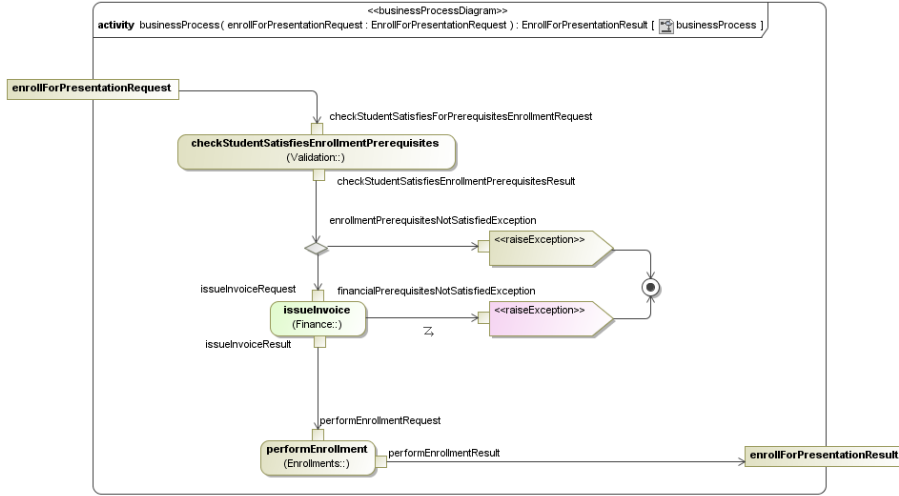 <<businessProcessDiagram>>
activity businessProcess( enrollForPresentationRequest : EnrollForPresentationRequest ) : EnrollForPresentationResult [ businessProcess ]
enrollForPresentationRequest
checkStudentSatisfiesForPrerequisitesEnrollmentRequest
checkStudentSatisfiesEnrollmentPrerequisites
(Validation::)
checkStudentSatisfiesEnrollmentPrerequisitesResult
enrollmentPrerequisitesNotSatisfiedException
<<raiseException>>
issueInvoiceRequest
financialPrerequisitesNotSatisfiedException
issueInvoice
(Finance::)
<<raiseException>>
issueInvoiceResult
performEnrollmentRequest
performEnrollment
(Enrollments::)
performEnrollmentResult
enrollForPresentationResult